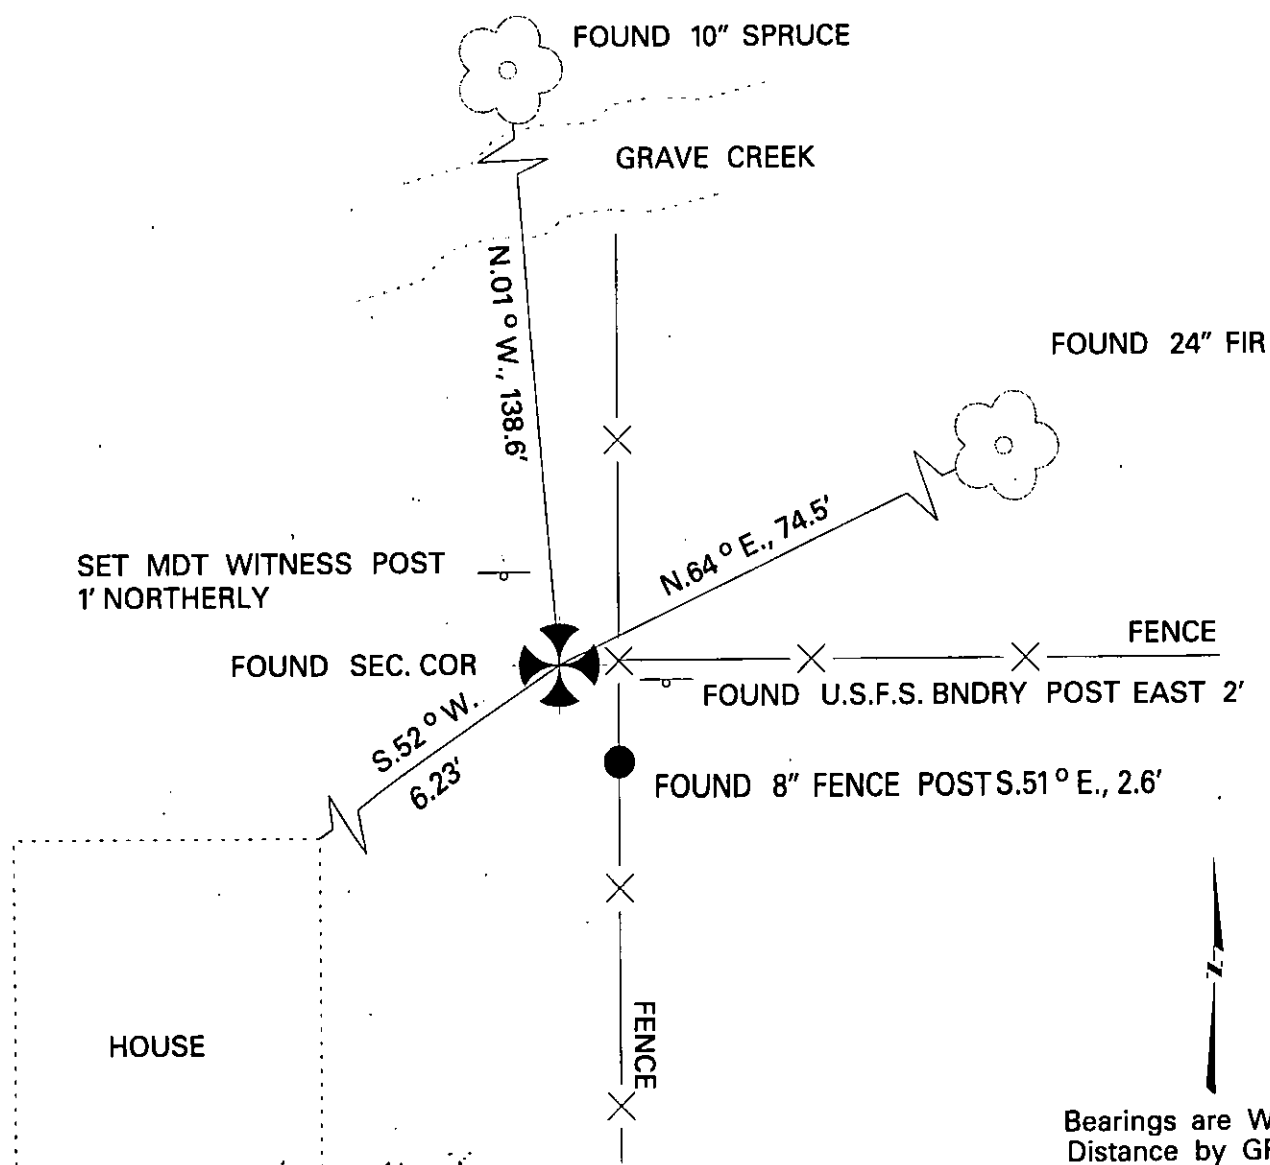 FOUND 10" SPRUCE
GRAVE CREEK
N.01° W., 138.6'
FOUND 24" FIR
N.64° E., 74.5'
SET MDT WITNESS POST
1' NORTHERLY
FOUND SEC. COR
FENCE
FOUND U.S.F.S. BNDRY POST EAST 2'
S.52° W.
6.23'
FOUND 8" FENCE POST S.51° E., 2.6'
HOUSE
FENCE
N
Bearings are W
Distance by